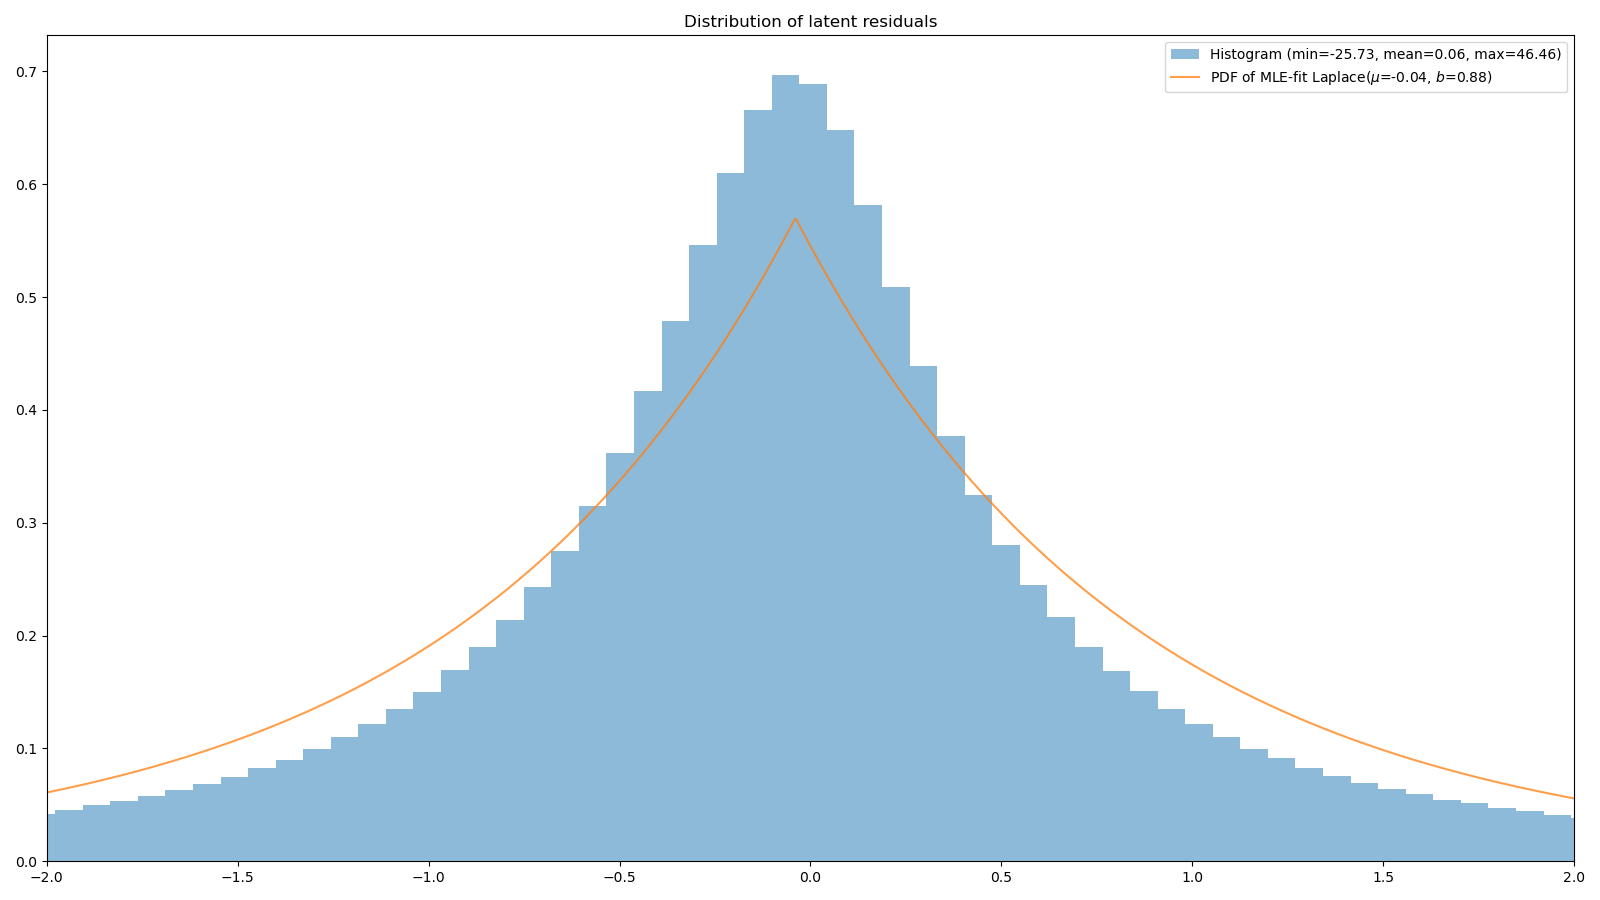 Distribution of latent residuals
Histogram (min=-25.73, mean=0.06, max=46.46)
PDF of MLE-fit Laplace(μ=-0.04, b=0.88)
0.7
0.6
0.5
0.4
0.3
0.2
0.1
0.0
−2.0 −1.5 −1.0 −0.5 0.0 0.5 1.0 1.5 2.0